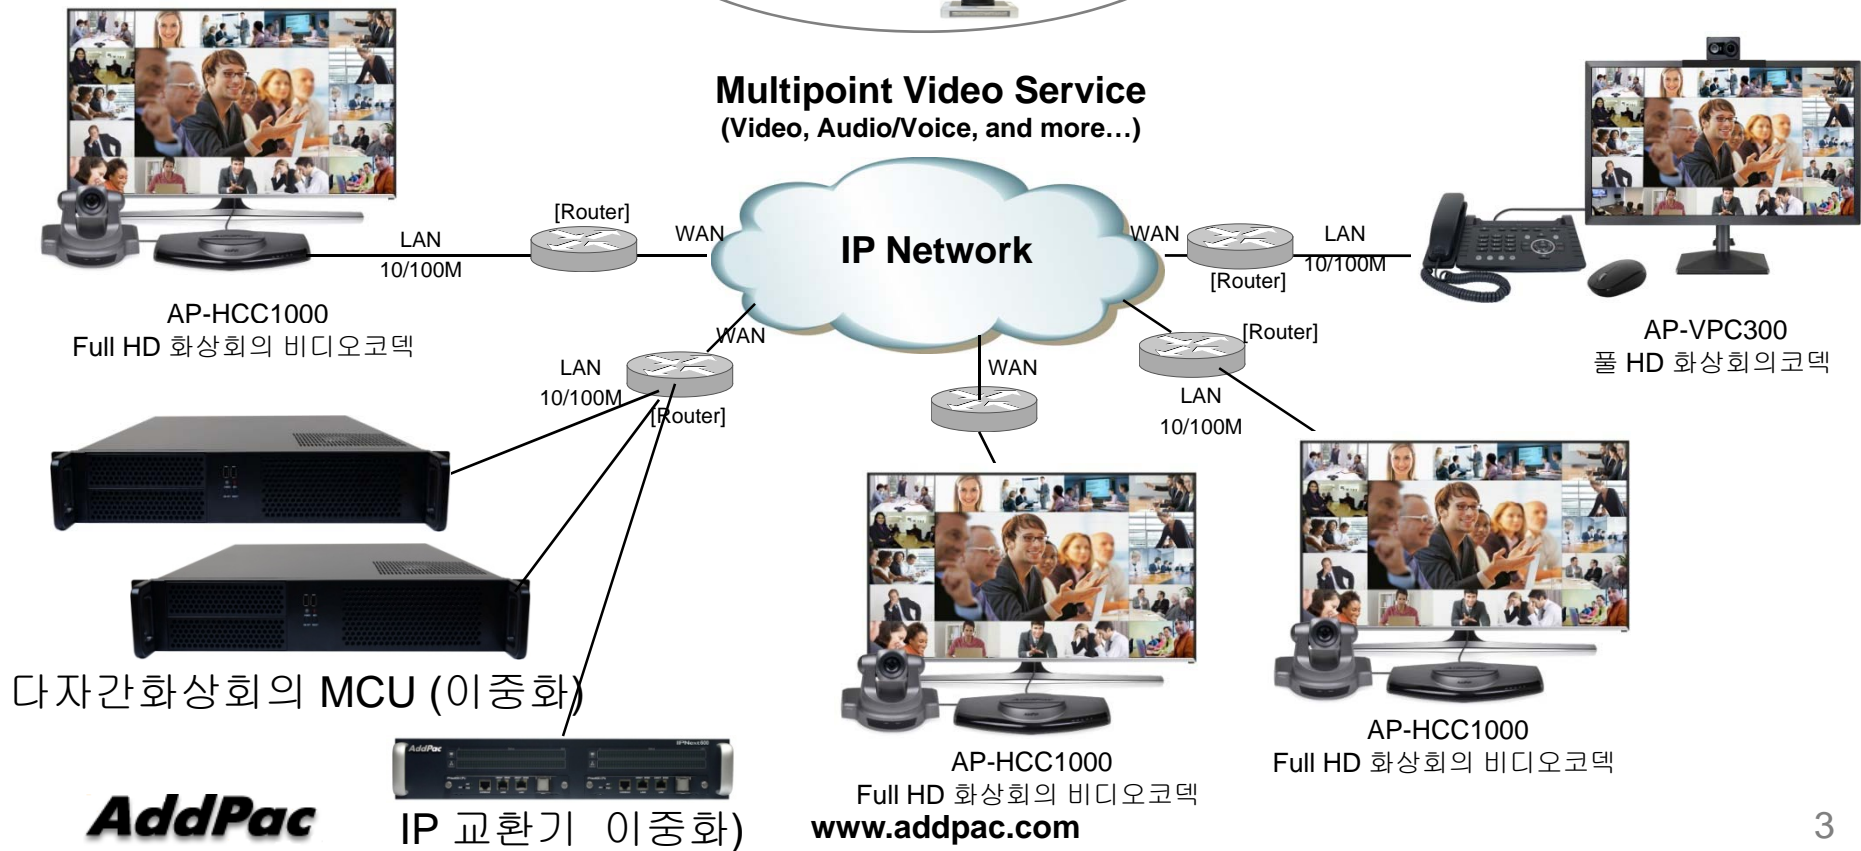 Multipoint Video Service
(Video, Audio/Voice, and more…)
[Router]
WAN
LAN
10/100M
IP Network
WAN
LAN
10/100M
[Router]
AP-HCC1000
Full HD 화상회의 비디오코덱
AP-VPC300
풀 HD 화상회의코덱
WAN
LAN
10/100M
[Router]
WAN
[Router]
LAN
10/100M
다자간화상회의 MCU (이중화)
AP-HCC1000
Full HD 화상회의 비디오코덱
AP-HCC1000
Full HD 화상회의 비디오코덱
AddPac
AddPac
IP 교환기 이중화)
www.addpac.com
3